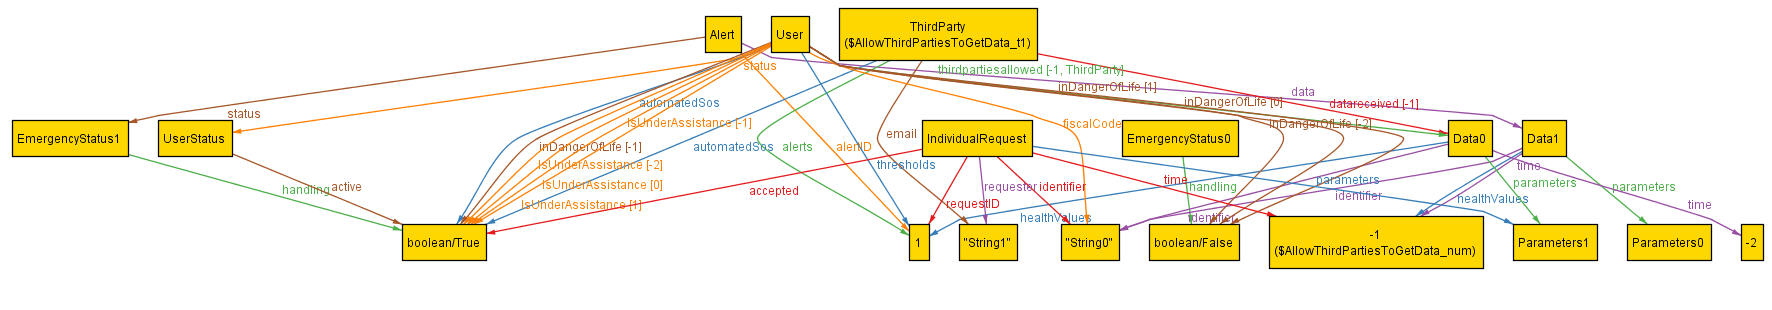 Alert
User
ThirdParty
($AllowThirdPartiesToGetData_t1)
status
thirdpartiesallowed [-1, ThirdParty]
inDangerOfLife [1]
data
automatedSos
inDangerOfLife [0]
datareceived [-1]
status
IsUnderAssistance [-1]
fiscalCode
inDangerOfLife [-2]
EmergencyStatus1
UserStatus
IndividualRequest
EmergencyStatus0
Data0
Data1
email
inDangerOfLife [-1]
automatedSos
alerts
alertID
IsUnderAssistance [-2]
thresholds
time
handling
active
IsUnderAssistance [0]
accepted
requester
identifier
time
handling
parameters
parameters
parameters
identifier
healthValues
IsUnderAssistance [1]
requestID
time
healthValues
identifier
boolean/True
1
"String1"
"String0"
boolean/False
-1
($AllowThirdPartiesToGetData_num)
Parameters1
Parameters0
-2